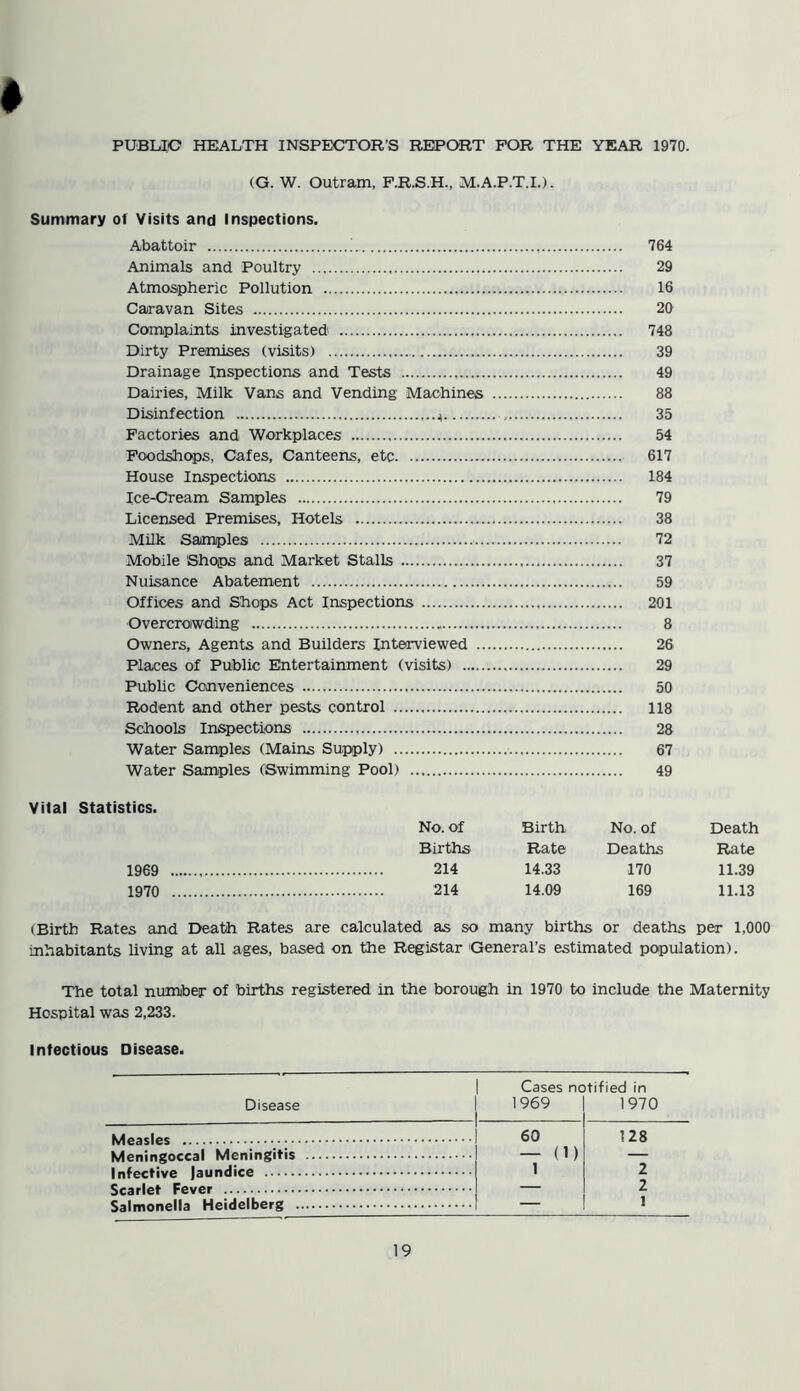 PUBLIC HEALTH INSPECTOR'S REPORT FOR THE YEAR 1970.
(G. W. Outram, F.R.S.H., M.A.P.T.I.).
Summary of Visits and Inspections.
Abattoir ... 764
Animals and Poultry ... 29
Atmospheric Pollution ... 16
Caravan Sites ... 20
Complaints investigated ... 748
Dirty Premises (visits) ... 39
Drainage Inspections and Tests ... 49
Dairies, Milk Vans and Vending Machines ... 88
Disinfection ... 35
Factories and Workplaces ... 54
Foodshops, Cafes, Canteens, etc. ... 617
House Inspections ... 184
Ice-Cream Samples ... 79
Licensed Premises, Hotels ... 38
Milk Samples ... 72
Mobile Shops and Market Stalls ... 37
Nuisance Abatement ... 59
Offices and Shops Act Inspections ... 201
Overcrowding ... 8
Owners, Agents and Builders Interviewed ... 26
Places of Public Entertainment (visits) ... 29
Public Conveniences ... 50
Rodent and other pests control ... 118
Schools Inspections ... 28
Water Samples (Mains Supply) ... 67
Water Samples (Swimming Pool) ... 49
Vital Statistics.
No. of Birth No. of Death
Births Rate Deaths Rate
1969 ... 214 14.33 170 11.39
1970 ... 214 14.09 169 11.13
(Birth Rates and Death Rates are calculated as so many births or deaths per 1,000
inhabitants living at all ages, based on the Registar General's estimated population).
The total number of births registered in the borough in 1970 to include the Maternity
Hospital was 2,233.
Infectious Disease.
Cases notified in
Disease 1969 1970
Measles ... 60 128
Meningoccal Meningitis ... — (1) —
Infective Jaundice ... 1 2
Scarlet Fever ... — 2
Salmonella Heidelberg ... — 1
19